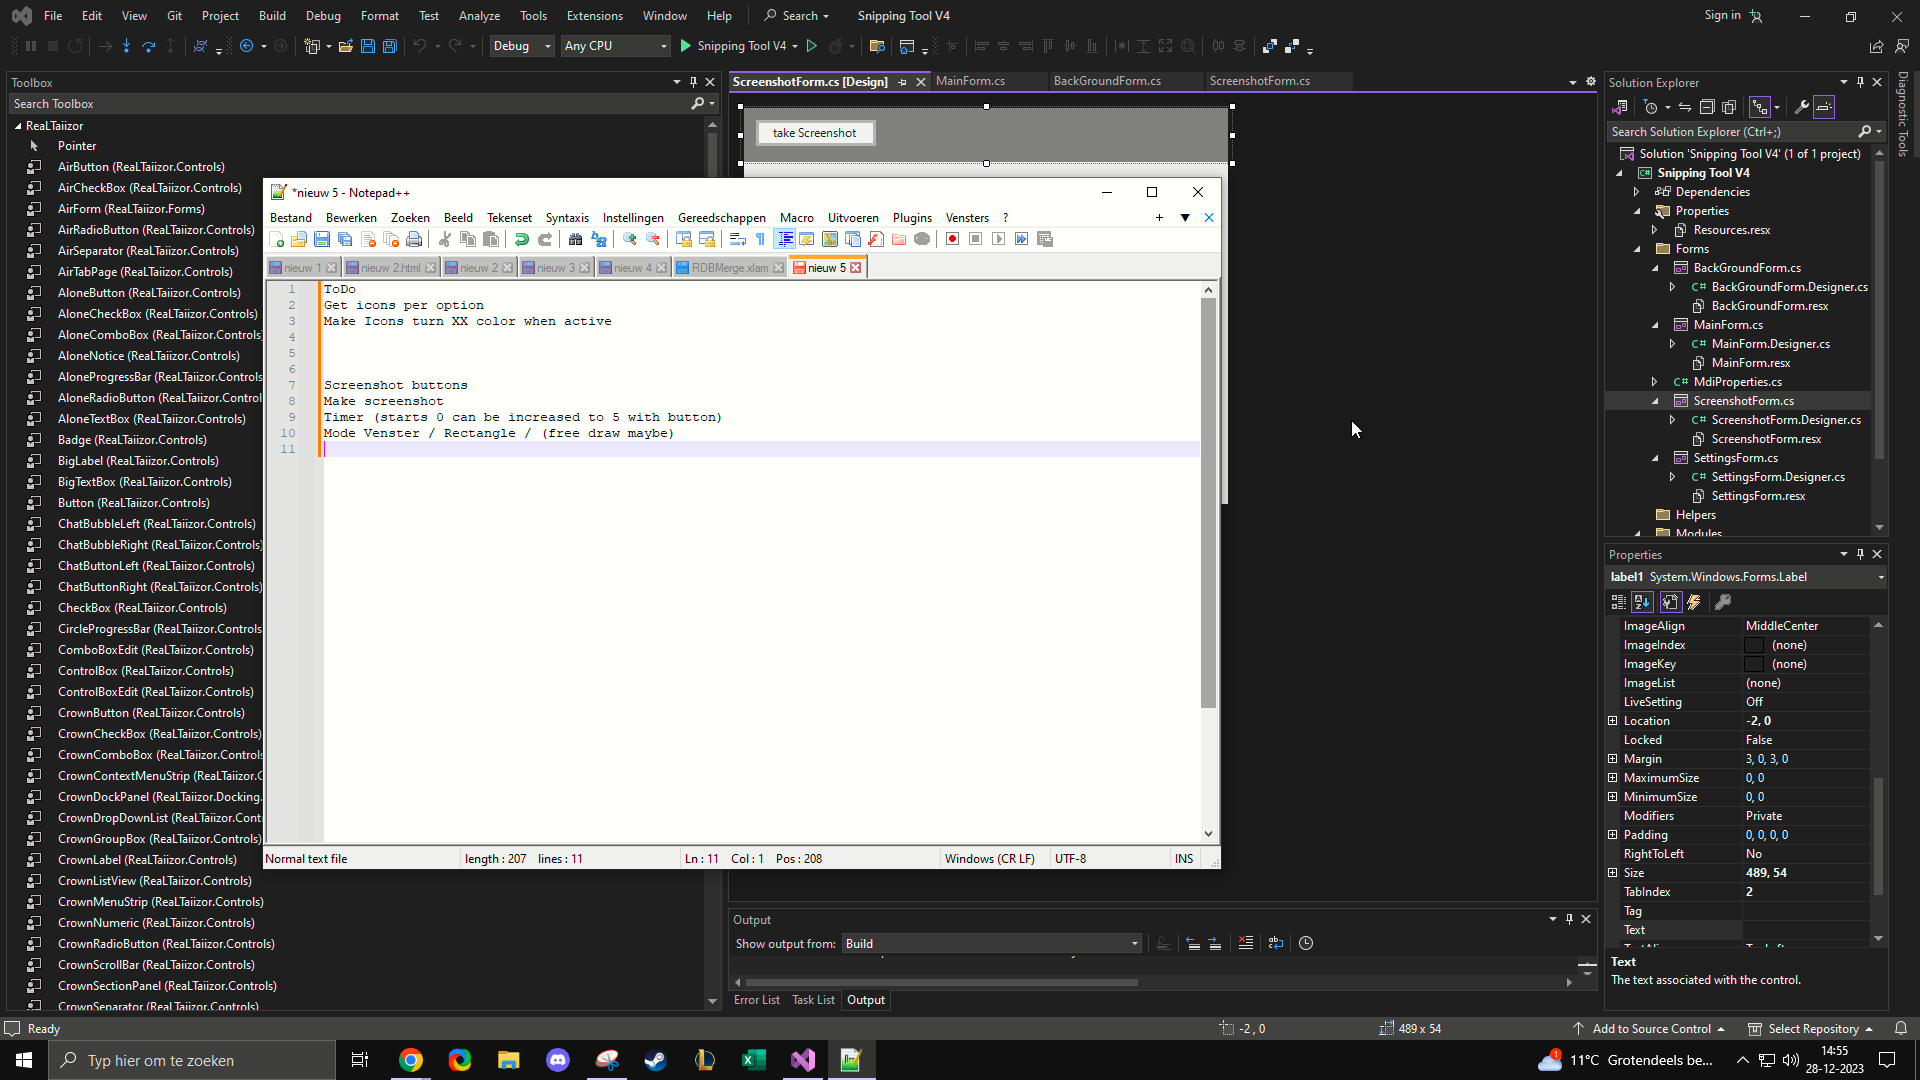 File Edit View Git Project Build Debug Format Test Analyze Tools Extensions Window Help Search Snipping Tool V4 Sign in
Debug Any CPU Snipping Tool V4
Toolbox
Search Toolbox
ReaLTaiizor
Pointer
AirButton (ReaLTaiizor.Controls)
AirCheckBox (ReaLTaiizor.Controls)
AirForm (ReaLTaiizor.Forms)
AirRadioButton (ReaLTaiizor.Controls)
AirSeparator (ReaLTaiizor.Controls)
AirTabPage (ReaLTaiizor.Controls)
AloneButton (ReaLTaiizor.Controls)
AloneCheckBox (ReaLTaiizor.Controls)
AloneComboBox (ReaLTaiizor.Controls)
AloneNotice (ReaLTaiizor.Controls)
AloneProgressBar (ReaLTaiizor.Controls
AloneRadioButton (ReaLTaiizor.Controls
AloneTextBox (ReaLTaiizor.Controls)
Badge (ReaLTaiizor.Controls)
BigLabel (ReaLTaiizor.Controls)
BigTextBox (ReaLTaiizor.Controls)
Button (ReaLTaiizor.Controls)
ChatBubbleLeft (ReaLTaiizor.Controls)
ChatBubbleRight (ReaLTaiizor.Controls)
ChatButtonLeft (ReaLTaiizor.Controls)
ChatButtonRight (ReaLTaiizor.Controls)
CheckBox (ReaLTaiizor.Controls)
CircleProgressBar (ReaLTaiizor.Controls
ComboBoxEdit (ReaLTaiizor.Controls)
ControlBox (ReaLTaiizor.Controls)
ControlBoxEdit (ReaLTaiizor.Controls)
CrownButton (ReaLTaiizor.Controls)
CrownCheckBox (ReaLTaiizor.Controls)
CrownComboBox (ReaLTaiizor.Controls
CrownContextMenuStrip (ReaLTaiizor.C
CrownDockPanel (ReaLTaiizor.Docking.
CrownDropDownList (ReaLTaiizor.Cont
CrownGroupBox (ReaLTaiizor.Controls)
CrownLabel (ReaLTaiizor.Controls)
CrownListView (ReaLTaiizor.Controls)
CrownMenuStrip (ReaLTaiizor.Controls)
CrownNumeric (ReaLTaiizor.Controls)
CrownRadioButton (ReaLTaiizor.Controls)
CrownScrollBar (ReaLTaiizor.Controls)
CrownSectionPanel (ReaLTaiizor.Controls)
CrownSeparator (ReaLTaiizor.Controls)
ScreenshotForm.cs [Design] MainForm.cs BackGroundForm.cs ScreenshotForm.cs
take Screenshot
*nieuw 5 - Notepad++
Bestand Bewerken Zoeken Beeld Tekenset Syntaxis Instellingen Gereedschappen Macro Uitvoeren Plugins Vensters ?
nieuw 1 nieuw 2.html nieuw 2 nieuw 3 nieuw 4 RDBMerge.xlam nieuw 5
1 ToDo
2 Get icons per option
3 Make Icons turn XX color when active
4
5
6
7 Screenshot buttons
8 Make screenshot
9 Timer (starts 0 can be increased to 5 with button)
10 Mode Venster / Rectangle / (free draw maybe)
11
Normal text file length : 207 lines : 11 Ln : 11 Col : 1 Pos : 208 Windows (CR LF) UTF-8 INS
Output
Show output from: Build
Error List Task List Output
Solution Explorer
Search Solution Explorer (Ctrl+;)
Solution 'Snipping Tool V4' (1 of 1 project)
Snipping Tool V4
Dependencies
Properties
Resources.resx
Forms
BackGroundForm.cs
BackGroundForm.Designer.cs
BackGroundForm.resx
MainForm.cs
MainForm.Designer.cs
MainForm.resx
MdiProperties.cs
ScreenshotForm.cs
ScreenshotForm.Designer.cs
ScreenshotForm.resx
SettingsForm.cs
SettingsForm.Designer.cs
SettingsForm.resx
Helpers
Modules
Diagnostic Tools
Properties
label1 System.Windows.Forms.Label
ImageAlign MiddleCenter
ImageIndex (none)
ImageKey (none)
ImageList (none)
LiveSetting Off
Location -2, 0
Locked False
Margin 3, 0, 3, 0
MaximumSize 0, 0
MinimumSize 0, 0
Modifiers Private
Padding 0, 0, 0, 0
RightToLeft No
Size 489, 54
TabIndex 2
Tag
Text
Text
The text associated with the control.
Ready -2 , 0 489 x 54 Add to Source Control Select Repository
Typ hier om te zoeken 1 11°C Grotendeels be... 14:55
28-12-2023